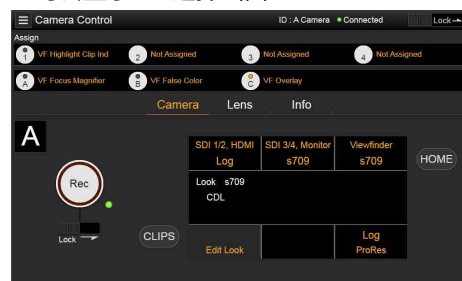 Camera Control
ID : A Camera
Connected
Lock
Assign
1 VF Highlight Clip Ind
2 Not Assigned
3 Not Assigned
4 Not Assigned
A VF Focus Magnifier
B VF False Color
C VF Overlay
Camera Lens Info
A
SDI 1/2, HDMI SDI 3/4, Monitor Viewfinder
Log s709 s709
HOME
Rec
Look s709
CDL
Lock
CLIPS
Log
Edit Look ProRes